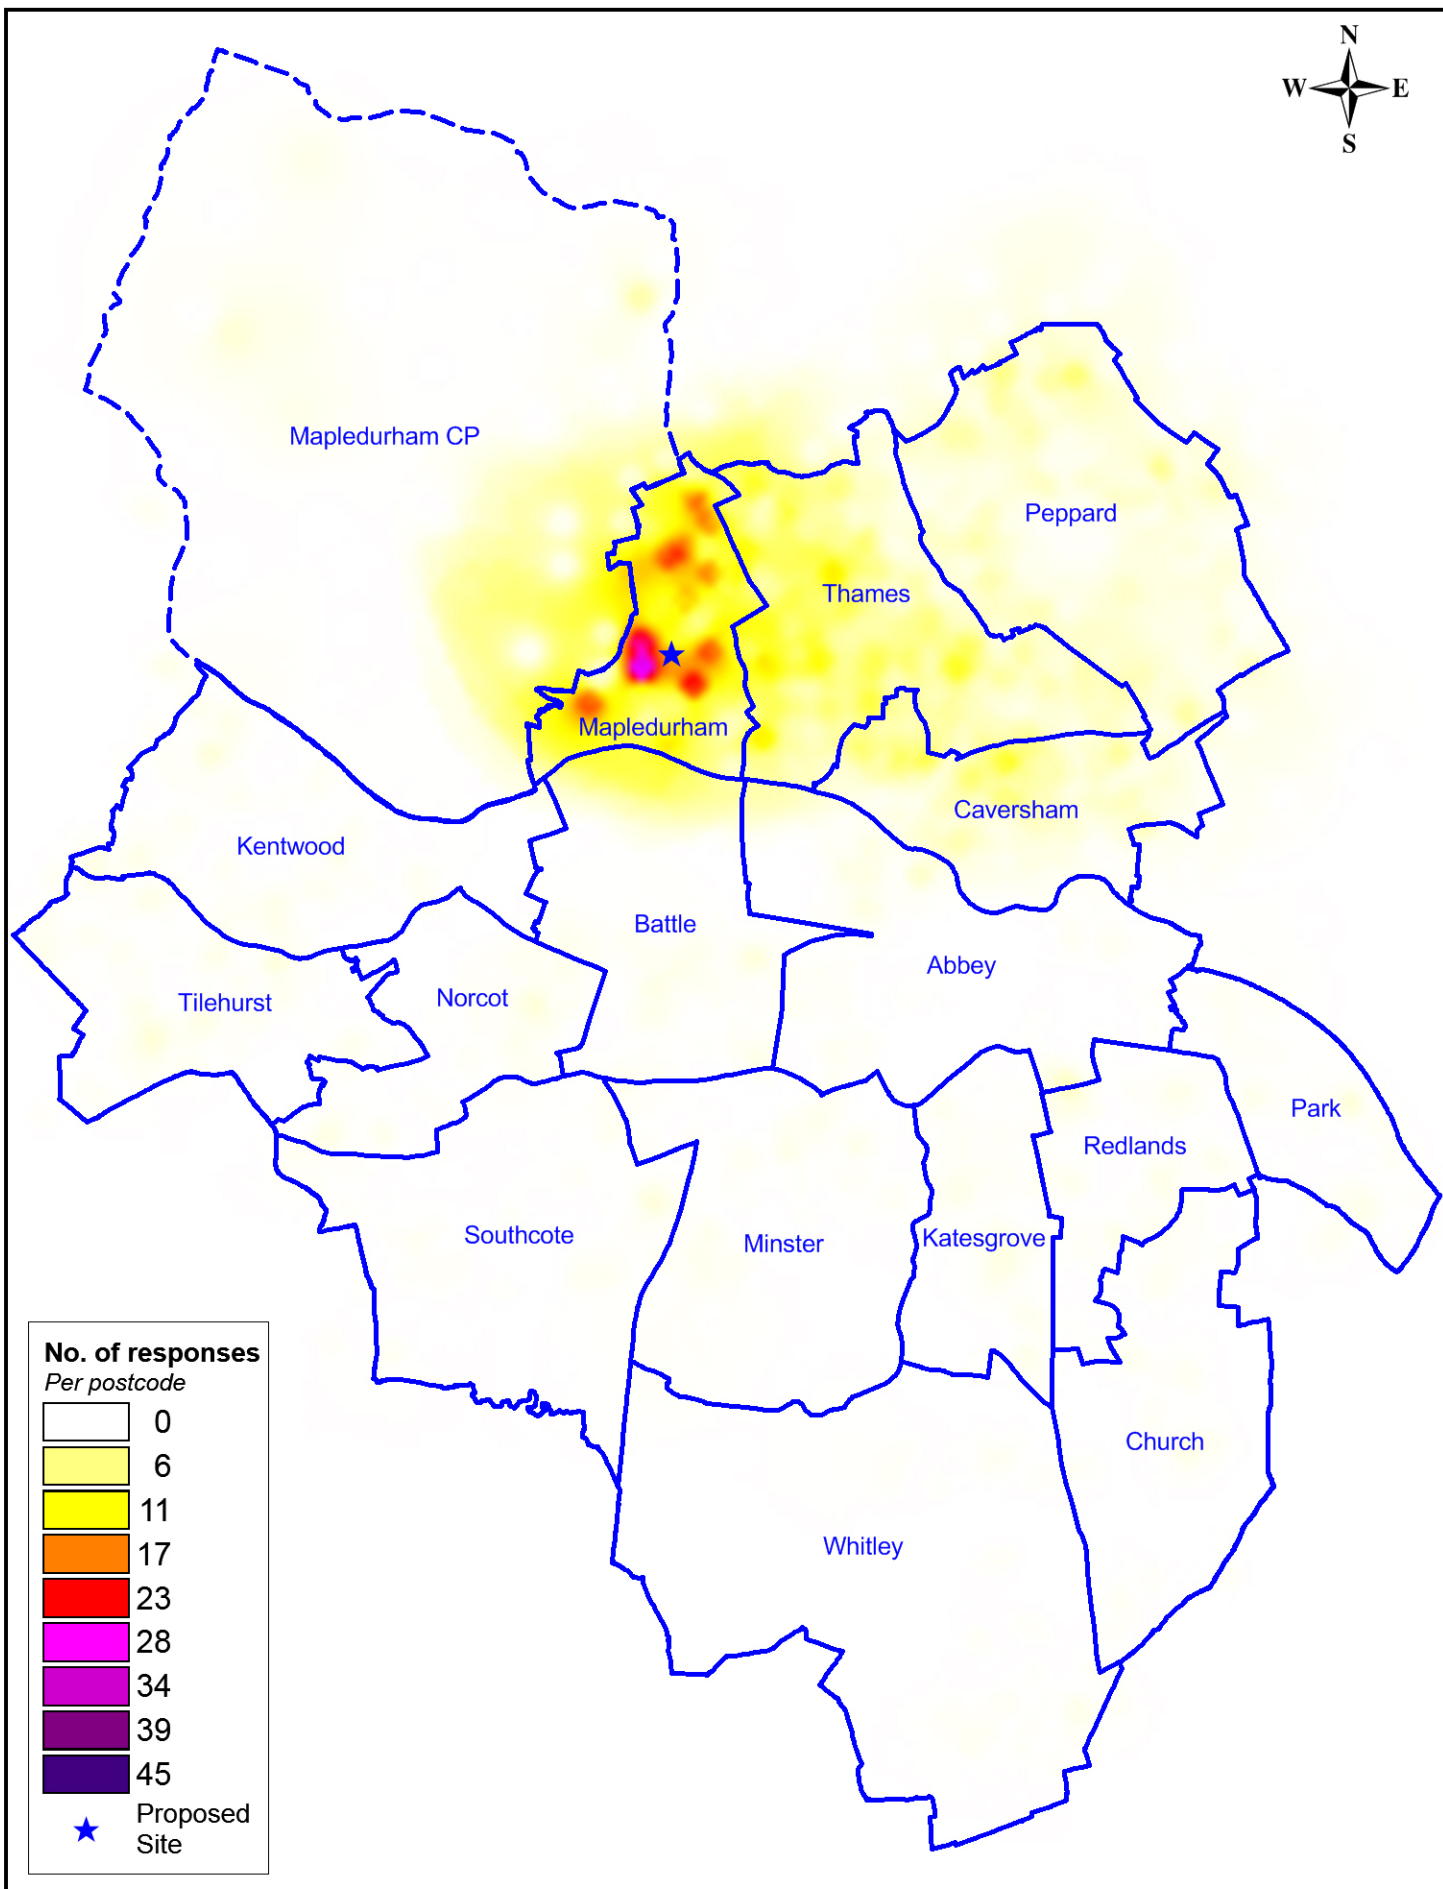 N
W E
S
Mapledurham CP
Peppard
Thames
Mapledurham
Caversham
Kentwood
Battle
Abbey
Tilehurst
Norcot
Park
Redlands
Southcote
Minster
Katesgrove
Church
Whitley
No. of responses
Per postcode
0
6
11
17
23
28
34
39
45
Proposed
Site